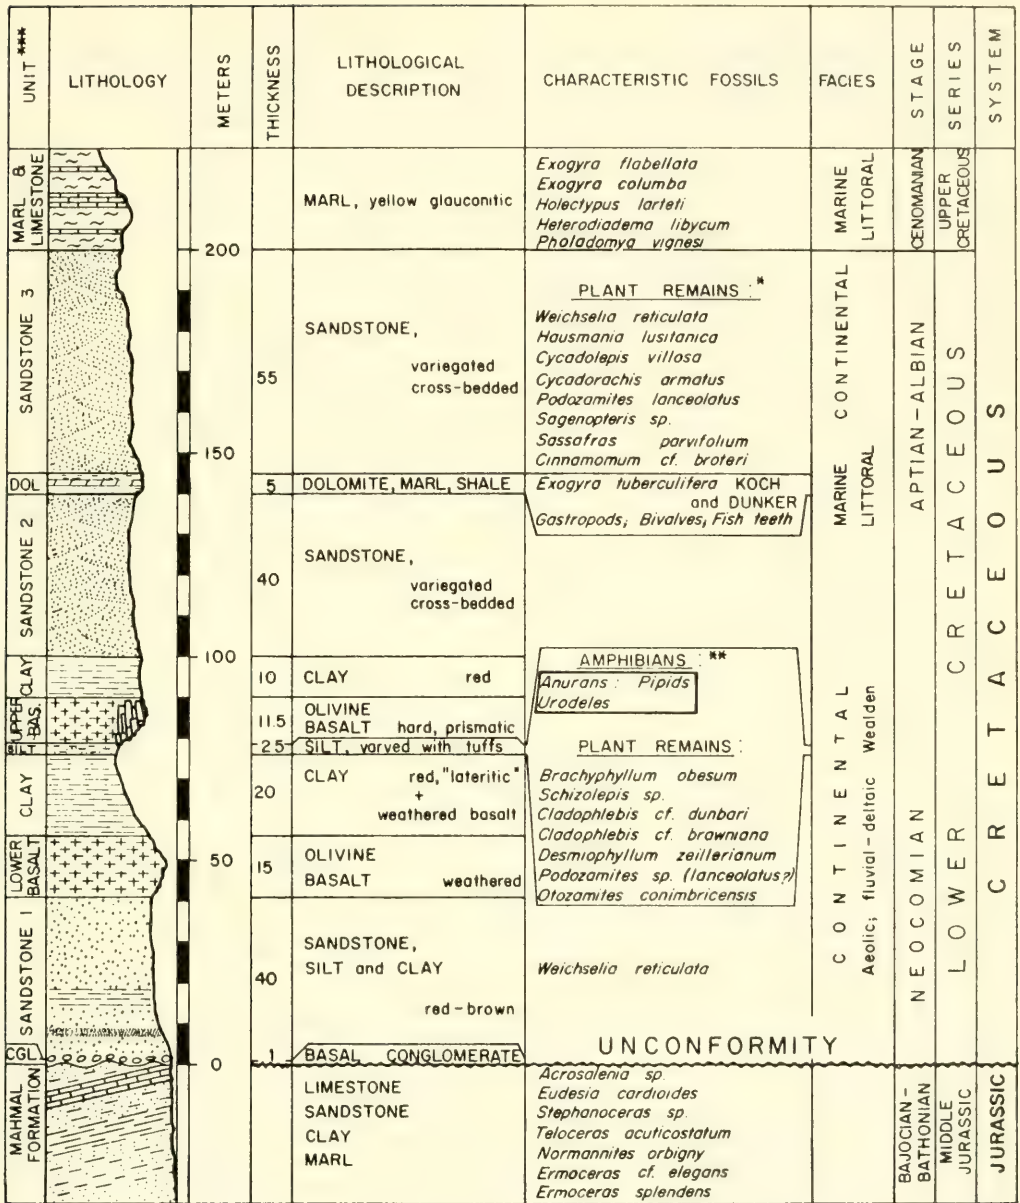 UNIT ***
LITHOLOGY
METERS
THICKNESS
LITHOLOGICAL
DESCRIPTION
CHARACTERISTIC FOSSILS
FACIES
STAGE
SERIES
SYSTEM
MARL &
LIMESTONE
MARL, yellow glauconitic
Exogyra flabellata
Exogyra columba
Holectypus larteti
Heterodiadema libycum
Pholadomya vignesi
MARINE
LITTORAL
CENOMANIAN
UPPER
CRETACEOUS
200
SANDSTONE 3
55
SANDSTONE,
variegated
cross-bedded
PLANT REMAINS : *
Weichselia reticulata
Hausmania lusitanica
Cycadolepis villosa
Cycadorachis armatus
Podozamites lanceolatus
Sagenopteris sp.
Sassafras parvifolium
Cinnamomum cf. broteri
CONTINENTAL
150
DOL
5
DOLOMITE, MARL, SHALE
Exogyra tuberculifera KOCH
and DUNKER
Gastropods; Bivalves; Fish teeth
MARINE
LITTORAL
APTIAN-ALBIAN
SANDSTONE 2
40
SANDSTONE,
variegated
cross-bedded
100
CLAY
10
CLAY red
AMPHIBIANS : **
Anurans : Pipids
Urodeles
UPPER
BAS.
11.5
OLIVINE
BASALT hard, prismatic
SILT
2.5
SILT, varved with tuffs
PLANT REMAINS :
CLAY
20
CLAY red, "lateritic"
+
weathered basalt
Brachyphyllum obesum
Schizolepis sp.
Cladophlebis cf. dunbari
Cladophlebis cf. browniana
Desmiophyllum zeillerianum
Podozamites sp. (lanceolatus?)
Otozamites conimbricensis
50
LOWER
BASALT
15
OLIVINE
BASALT weathered
SANDSTONE 1
40
SANDSTONE,
SILT and CLAY
red-brown
Weichselia reticulata
CONTINENTAL
Aeolic; fluvial-deltaic Wealden
NEOCOMIAN
LOWER CRETACEOUS
CRETACEOUS
CGL
1
BASAL CONGLOMERATE
UNCONFORMITY
0
MAHMAL
FORMATION
LIMESTONE
SANDSTONE
CLAY
MARL
Acrosalenia sp.
Eudesia cardioides
Stephanoceras sp.
Teloceras acuticostatum
Normannites orbigny
Ermoceras cf. elegans
Ermoceras splendens
BAJOCIAN-
BATHONIAN
MIDDLE
JURASSIC
JURASSIC